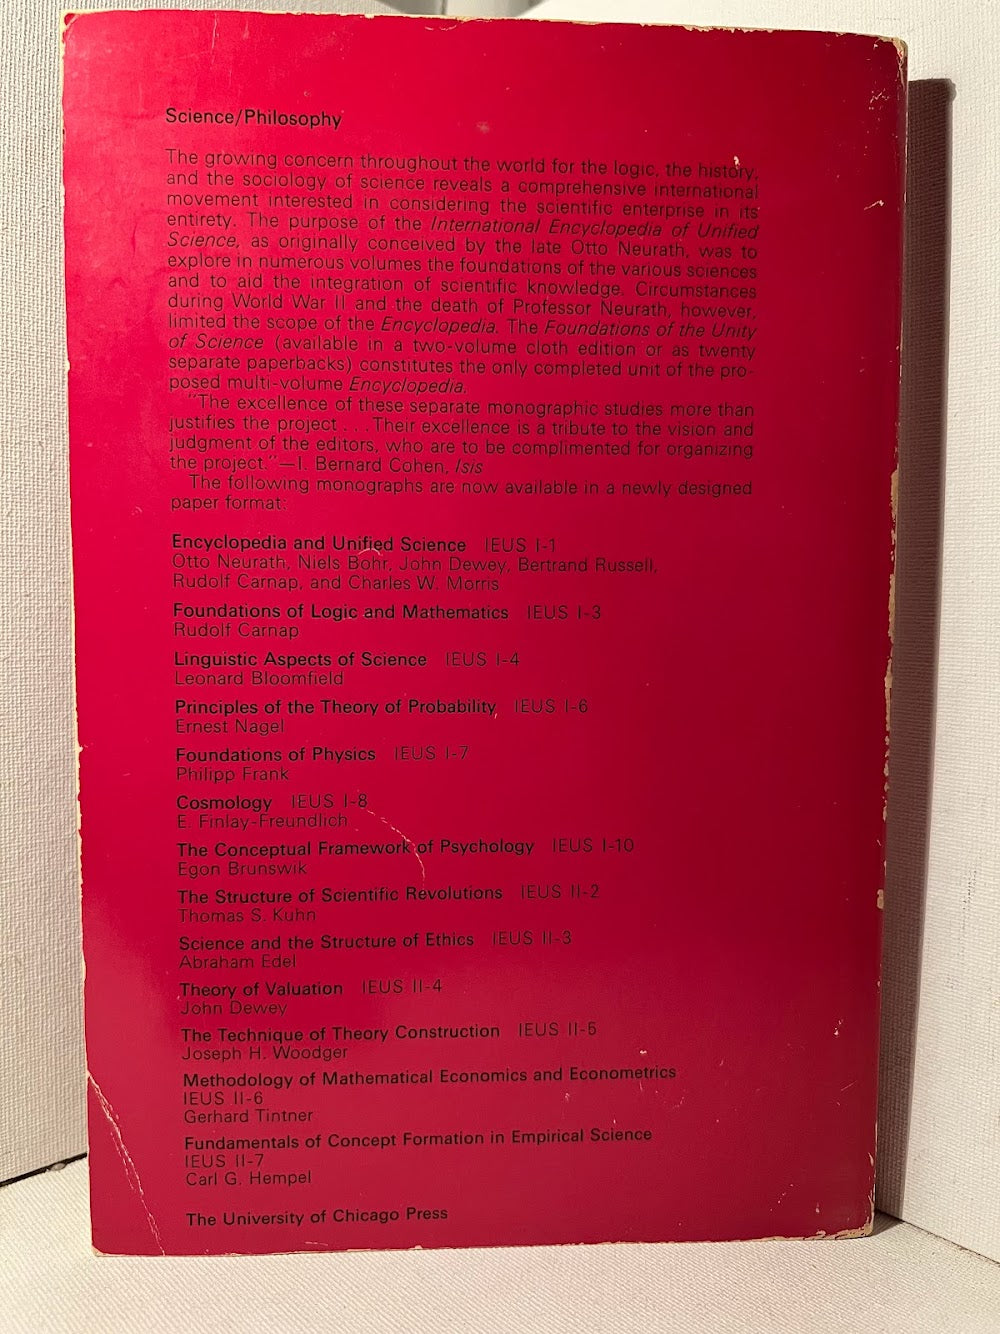 Science/Philosophy
The growing concern throughout the world for the logic, the history,
and the sociology of science reveals a comprehensive international
movement interested in considering the scientific enterprise in its
entirety. The purpose of the International Encyclopedia of Unified
Science, as originally conceived by the late Otto Neurath, was to
explore in numerous volumes the foundations of the various sciences
and to aid the integration of scientific knowledge. Circumstances
during World War II and the death of Professor Neurath, however,
limited the scope of the Encyclopedia. The Foundations of the Unity
of Science (available in a two-volume cloth edition or as twenty
separate paperbacks) constitutes the only completed unit of the pro-
posed multi-volume Encyclopedia.
"The excellence of these separate monographic studies more than
justifies the project . . . Their excellence is a tribute to the vision and
judgment of the editors, who are to be complimented for organizing
the project."—I. Bernard Cohen, Isis
The following monographs are now available in a newly designed
paper format:
Encyclopedia and Unified Science IEUS I-1
Otto Neurath, Niels Bohr, John Dewey, Bertrand Russell,
Rudolf Carnap, and Charles W. Morris
Foundations of Logic and Mathematics IEUS I-3
Rudolf Carnap
Linguistic Aspects of Science IEUS I-4
Leonard Bloomfield
Principles of the Theory of Probability IEUS I-6
Ernest Nagel
Foundations of Physics IEUS I-7
Philipp Frank
Cosmology IEUS I-8
E. Finlay-Freundlich
The Conceptual Framework of Psychology IEUS I-10
Egon Brunswik
The Structure of Scientific Revolutions IEUS II-2
Thomas S. Kuhn
Science and the Structure of Ethics IEUS II-3
Abraham Edel
Theory of Valuation IEUS II-4
John Dewey
The Technique of Theory Construction IEUS II-5
Joseph H. Woodger
Methodology of Mathematical Economics and Econometrics
IEUS II-6
Gerhard Tintner
Fundamentals of Concept Formation in Empirical Science
IEUS II-7
Carl G. Hempel
The University of Chicago Press